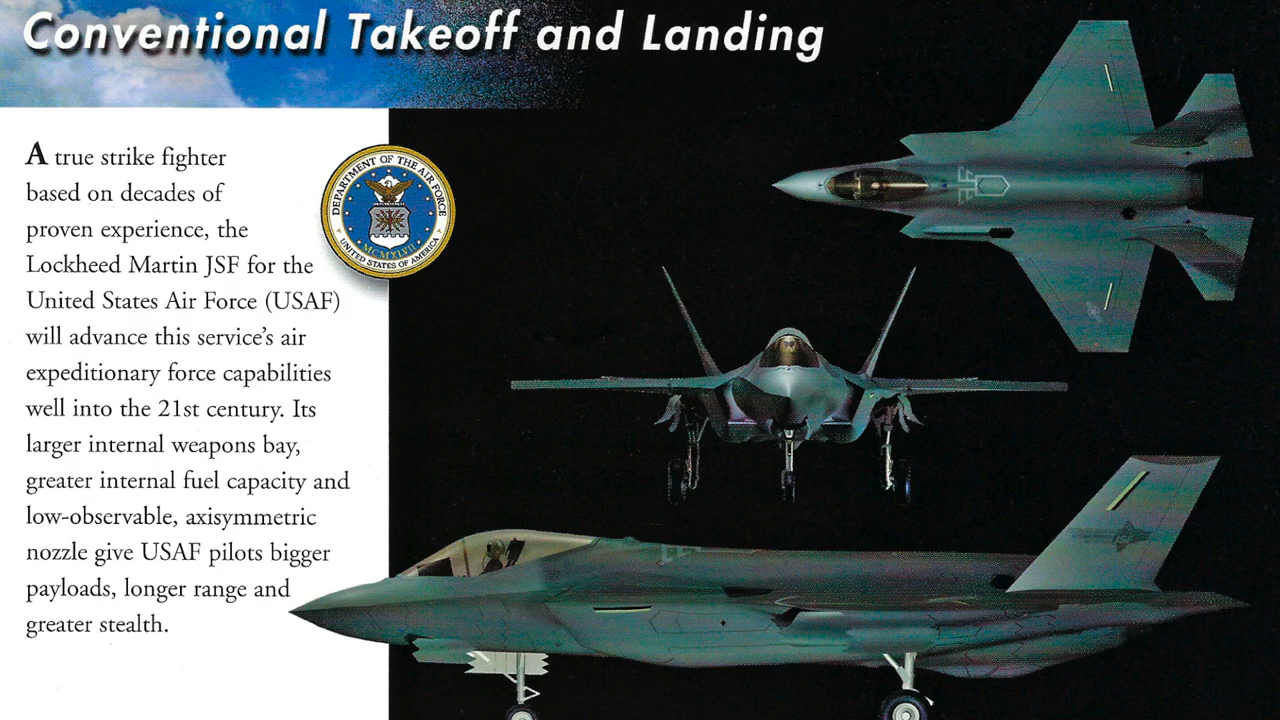 Conventional Takeoff and Landing
A true strike fighter
based on decades of
proven experience, the
Lockheed Martin JSF for the
United States Air Force (USAF)
will advance this service's air
expeditionary force capabilities
well into the 21st century. Its
larger internal weapons bay,
greater internal fuel capacity and
low-observable, axisymmetric
nozzle give USAF pilots bigger
payloads, longer range and
greater stealth.
DEPARTMENT OF THE AIR FORCE
MCMXLVII
UNITED STATES OF AMERICA
JSF